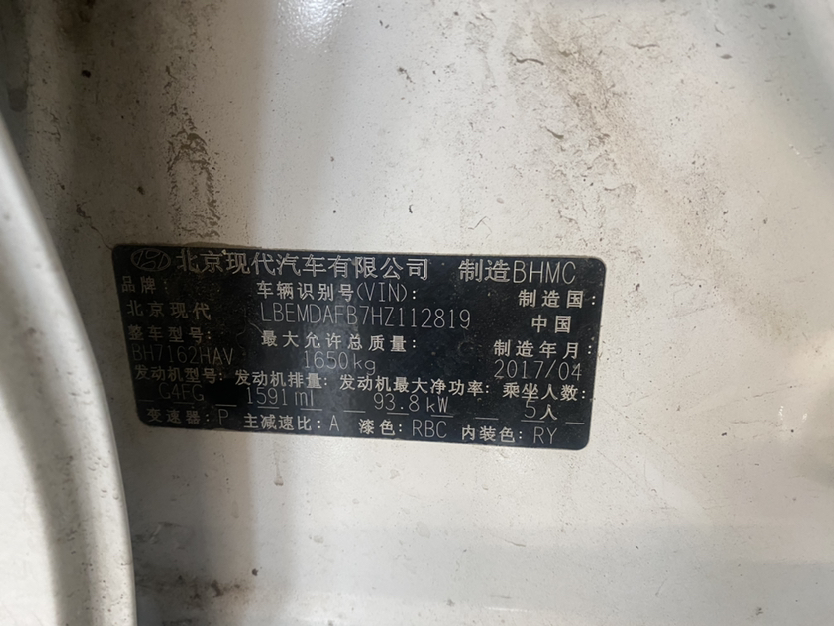 北京现代汽车有限公司 制造BHMC
品牌: 车辆识别号(VIN): 制造国:
北京现代 LBEMDAFB7HZ112819 中国
整车型号: 最大允许总质量: 制造年月:
BH7162HAV 1650kg 2017/04
发动机型号: 发动机排量: 发动机最大净功率: 乘坐人数:
G4FG 1591ml 93.8kW 5人
变速器: P 主减速比: A 漆色: RBC 内装色: RY